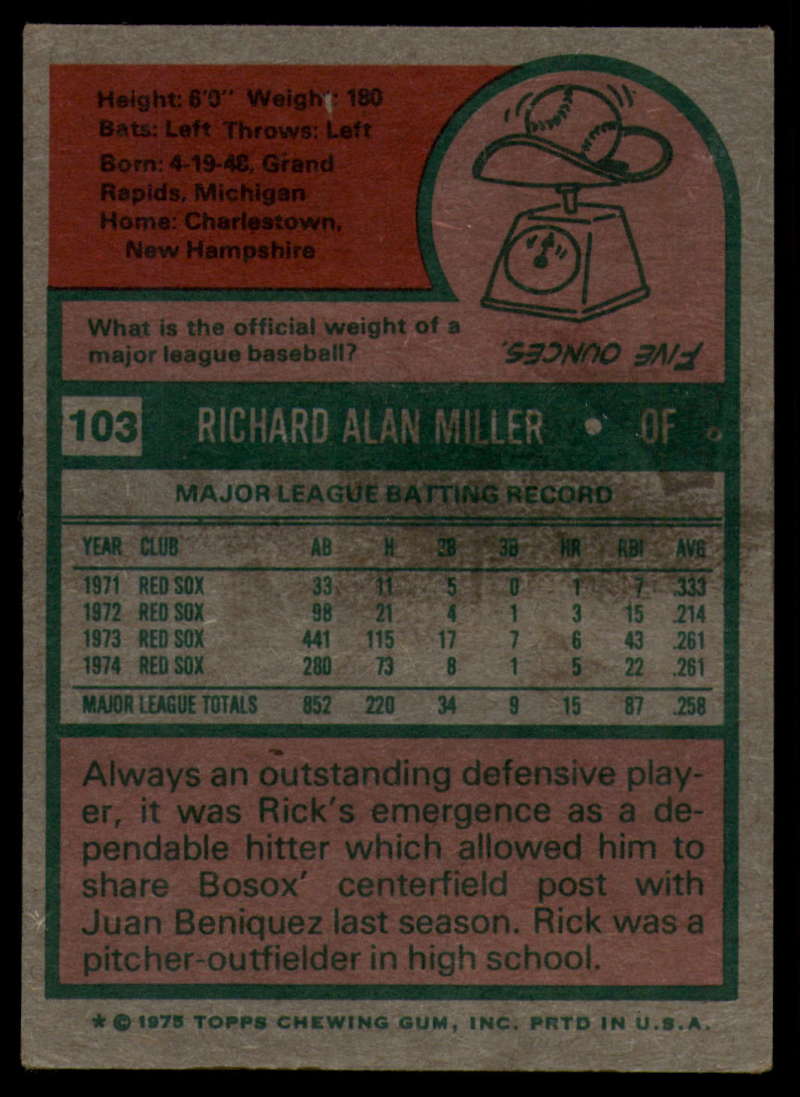 Height: 6'0" Weight: 180
Bats: Left Throws: Left
Born: 4-19-48, Grand
Rapids, Michigan
Home: Charlestown,
New Hampshire
What is the official weight of a
major league baseball?
FIVE OUNCES.
103 RICHARD ALAN MILLER • OF
MAJOR LEAGUE BATTING RECORD
YEAR CLUB AB H 2B 3B HR RBI AVG
1971 RED SOX 33 11 5 0 1 7 .333
1972 RED SOX 98 21 4 1 3 15 .214
1973 RED SOX 441 115 17 7 6 43 .261
1974 RED SOX 280 73 8 1 5 22 .261
MAJOR LEAGUE TOTALS 852 220 34 9 15 87 .258
Always an outstanding defensive play-
er, it was Rick's emergence as a de-
pendable hitter which allowed him to
share Bosox' centerfield post with
Juan Beniquez last season. Rick was a
pitcher-outfielder in high school.
* © 1975 TOPPS CHEWING GUM, INC. PRTD IN U.S.A.